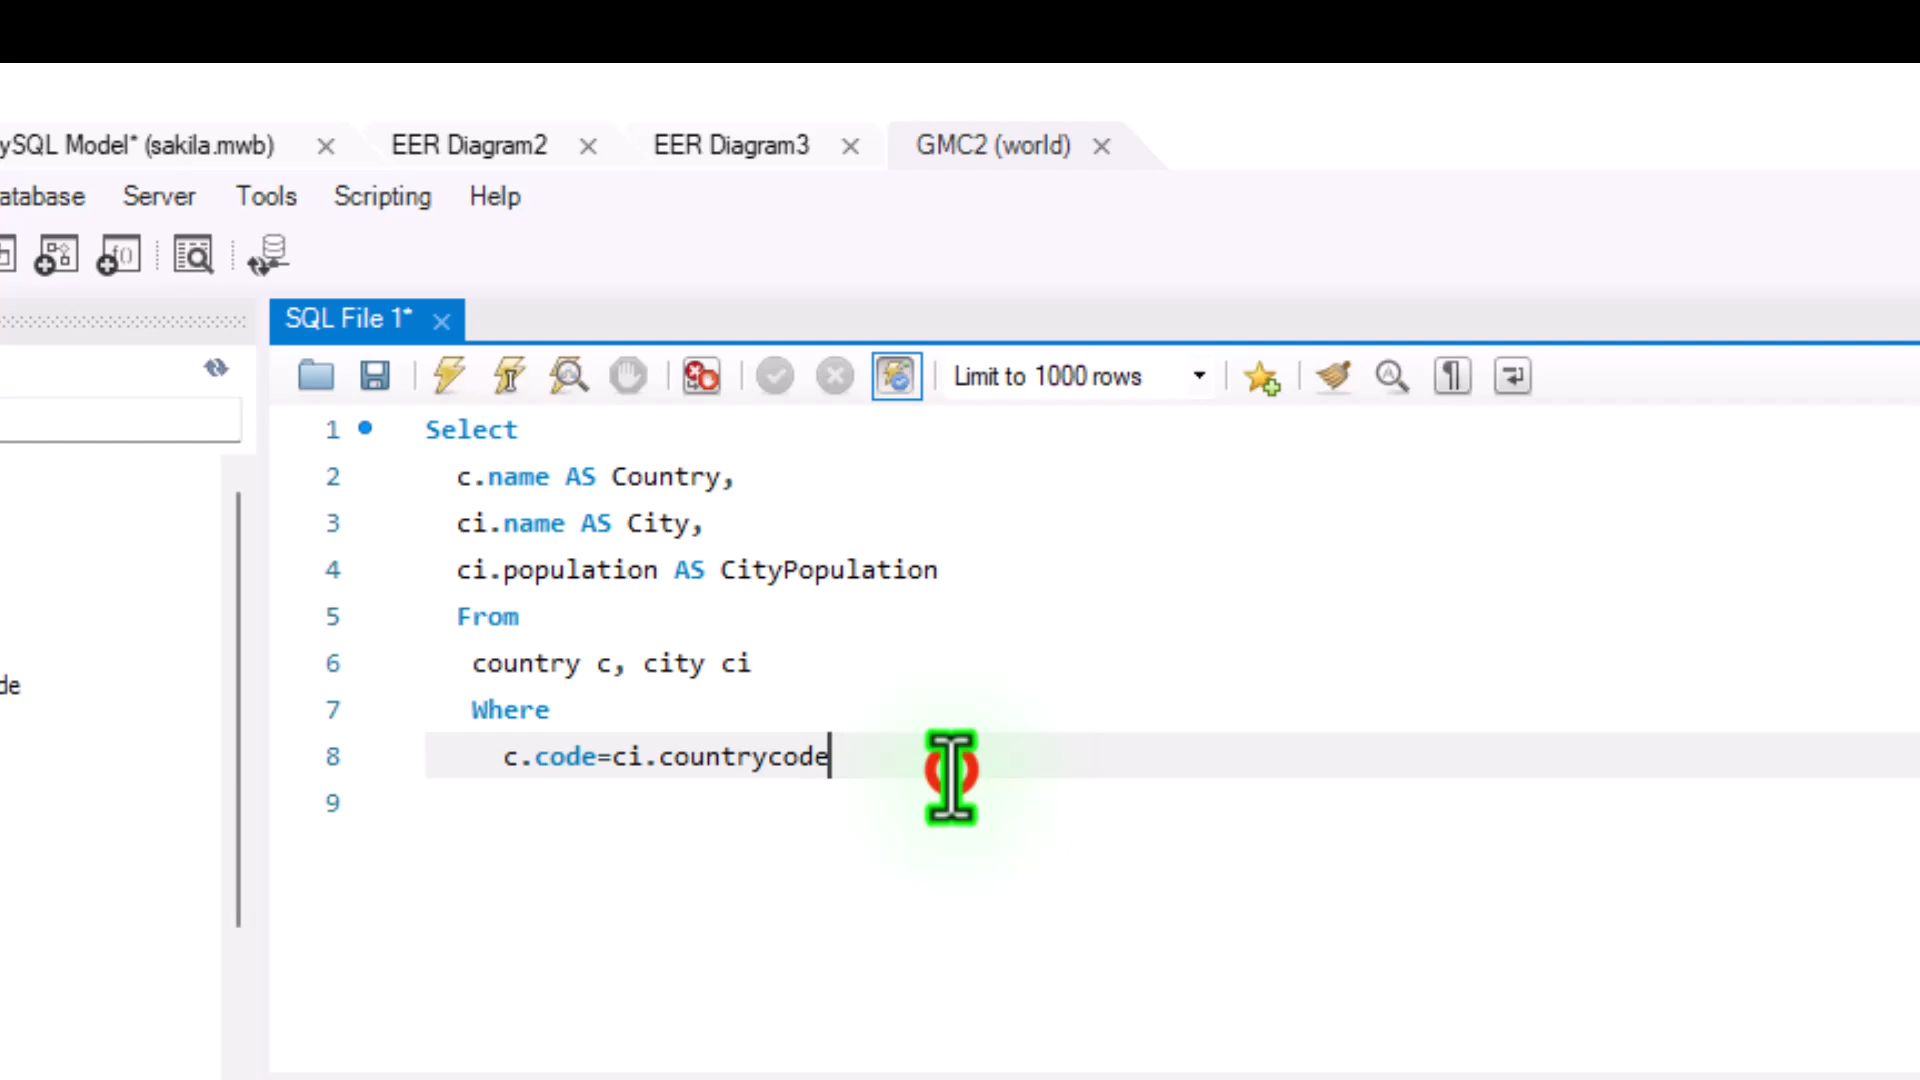 ySQL Model* (sakila.mwb) EER Diagram2 EER Diagram3 GMC2 (world)
atabase Server Tools Scripting Help
SQL File 1*
Limit to 1000 rows
1 Select
2 c.name AS Country,
3 ci.name AS City,
4 ci.population AS CityPopulation
5 From
6 country c, city ci
de
7 Where
8 c.code=ci.countrycode
9